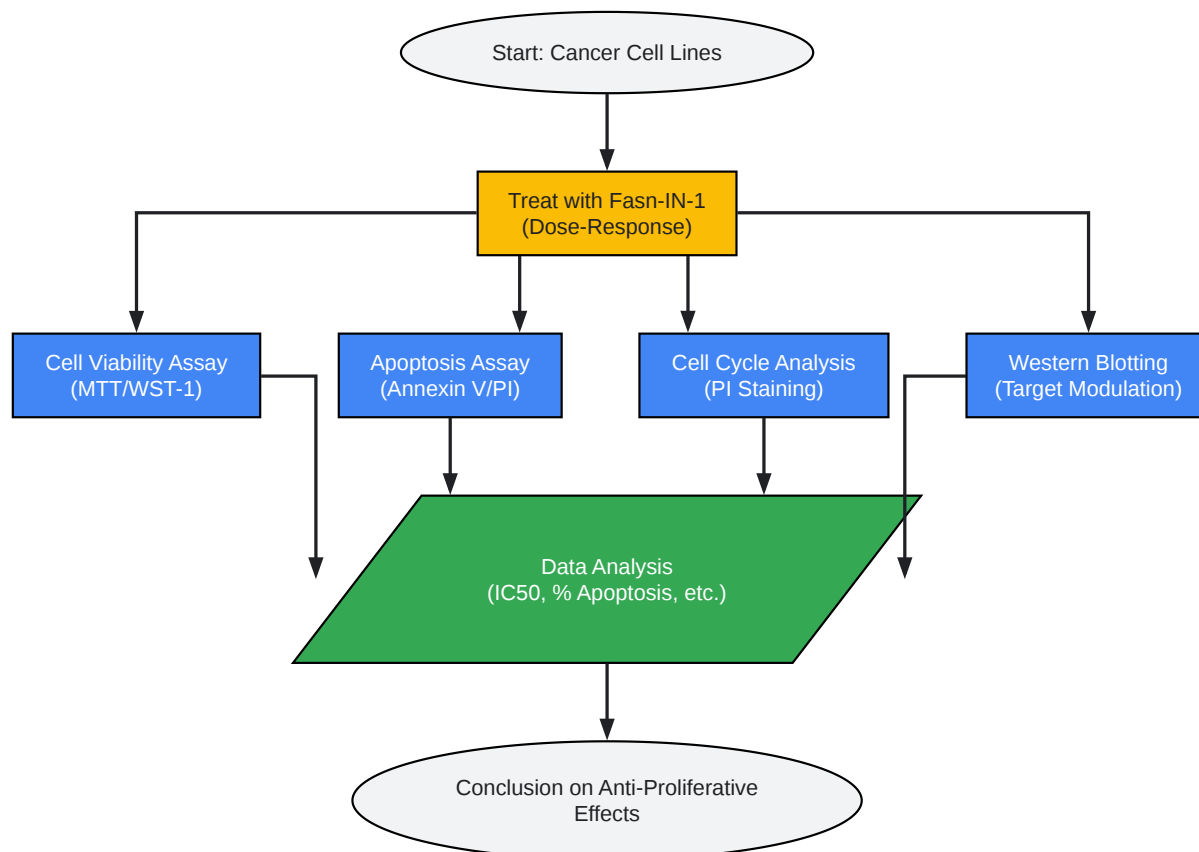 Start: Cancer Cell Lines
Treat with Fasn-IN-1
(Dose-Response)
Cell Viability Assay
(MTT/WST-1)
Apoptosis Assay
(Annexin V/PI)
Cell Cycle Analysis
(PI Staining)
Western Blotting
(Target Modulation)
Data Analysis
(IC50, % Apoptosis, etc.)
Conclusion on Anti-Proliferative
Effects